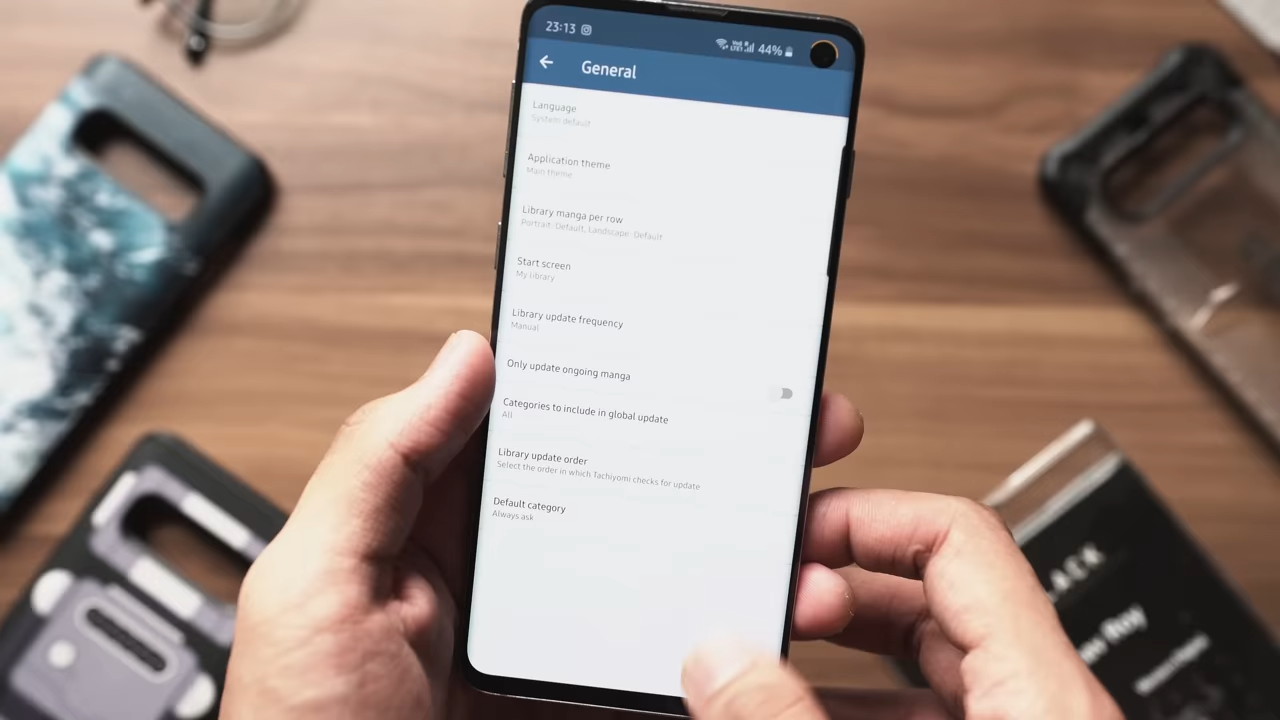 23:13
44%
General
Language
System default
Application theme
Main theme
Library manga per row
Portrait: Default, Landscape: Default
Start screen
My library
Library update frequency
Manual
Only update ongoing manga
Categories to include in global update
All
Library update order
Select the order in which Tachiyomi checks for update
Default category
Always ask